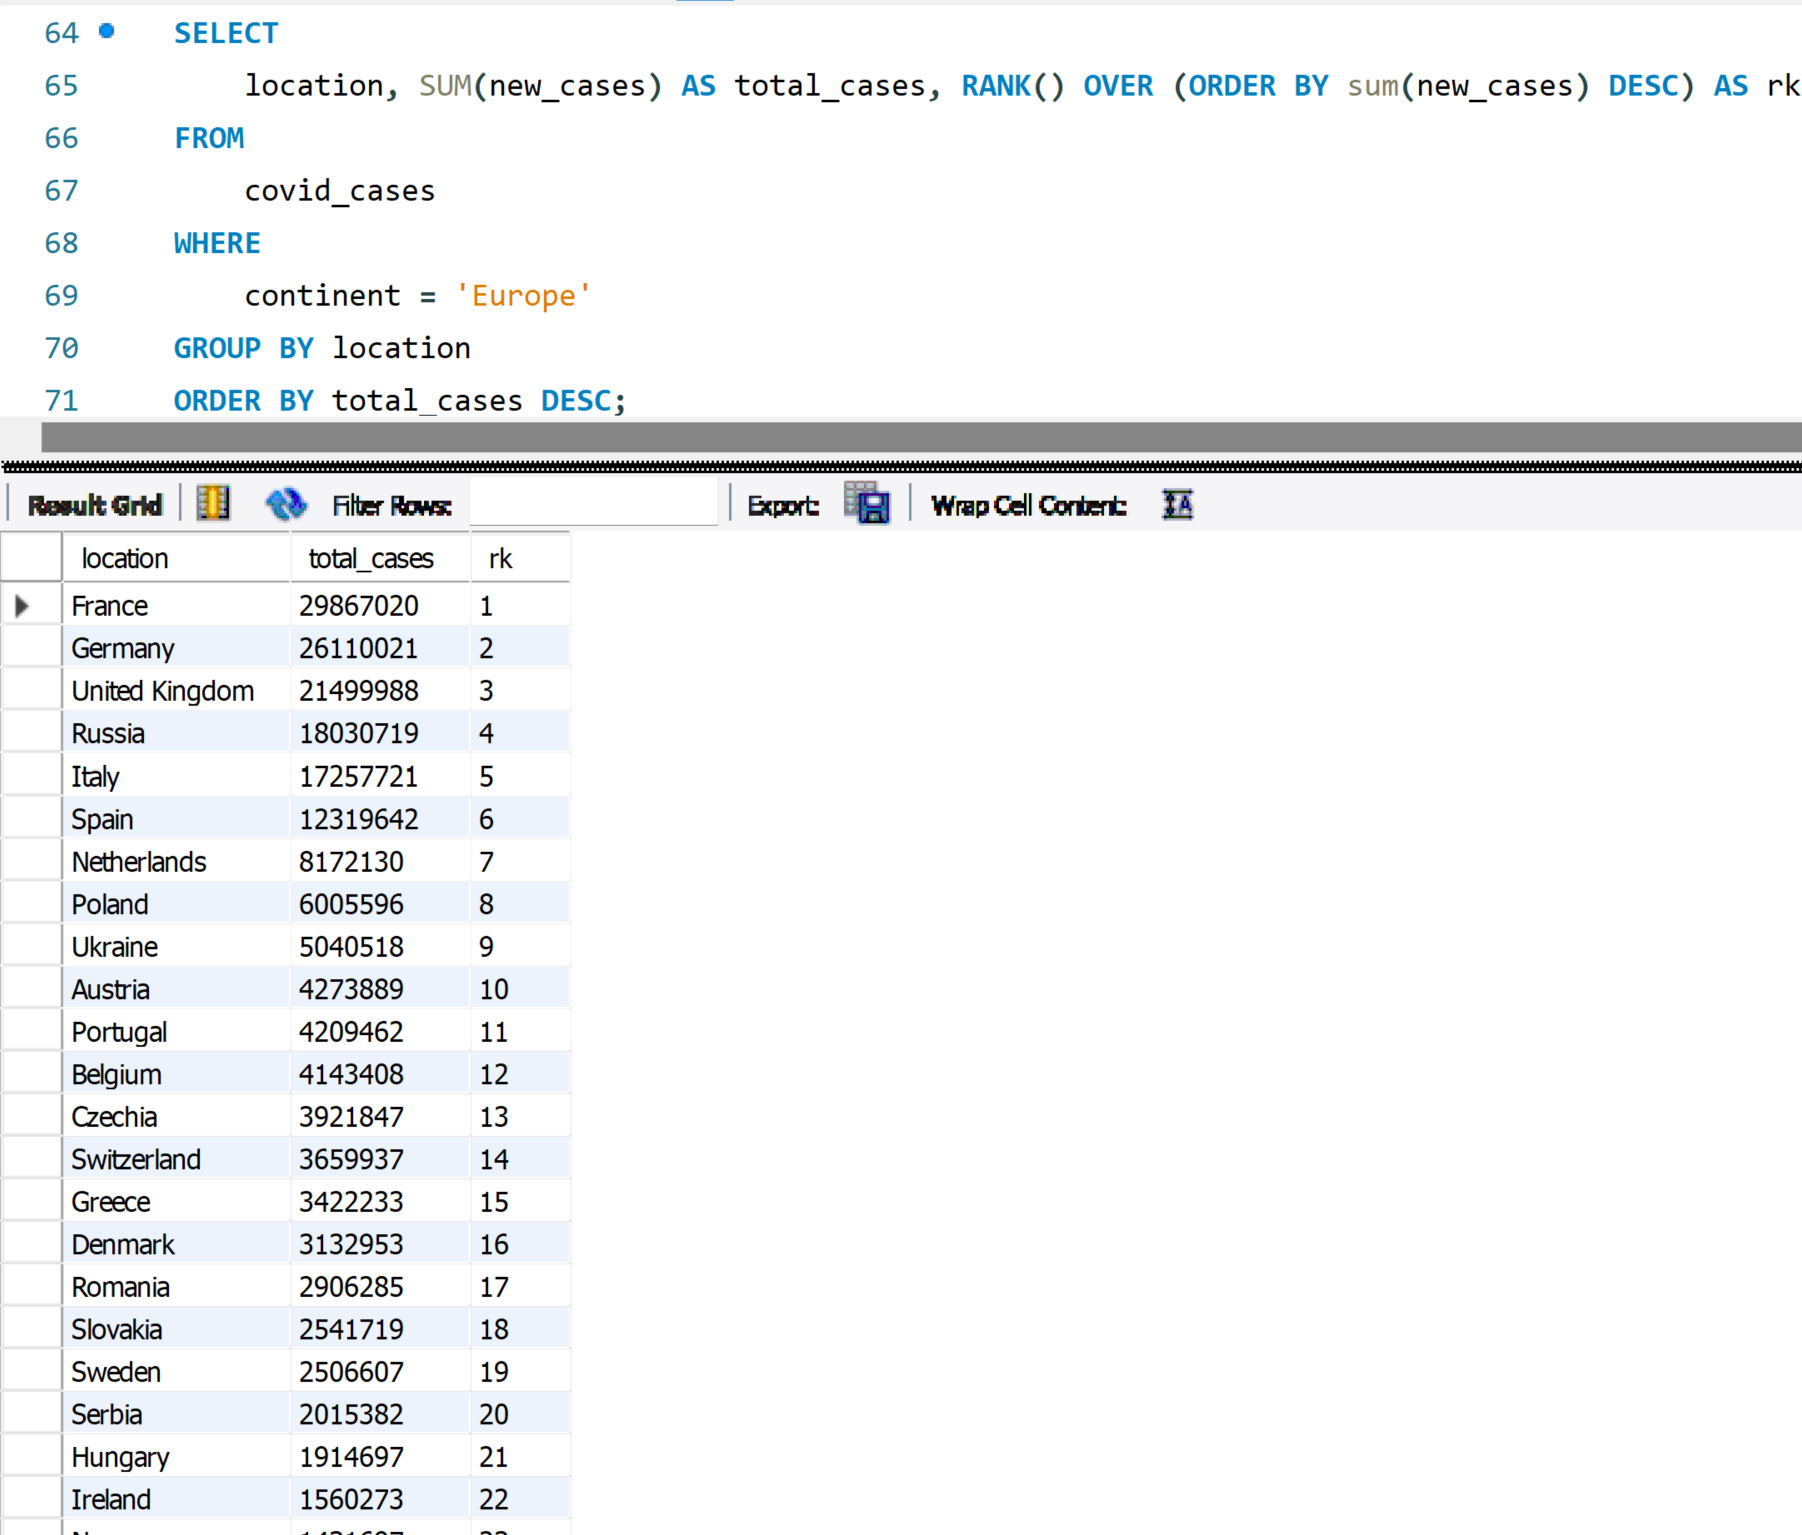 64 SELECT
65 location, SUM(new_cases) AS total_cases, RANK() OVER (ORDER BY sum(new_cases) DESC) AS rk
66 FROM
67 covid_cases
68 WHERE
69 continent = 'Europe'
70 GROUP BY location
71 ORDER BY total_cases DESC;
Result Grid Filter Rows: Export: Wrap Cell Content:
location total_cases rk
France 29867020 1
Germany 26110021 2
United Kingdom 21499988 3
Russia 18030719 4
Italy 17257721 5
Spain 12319642 6
Netherlands 8172130 7
Poland 6005596 8
Ukraine 5040518 9
Austria 4273889 10
Portugal 4209462 11
Belgium 4143408 12
Czechia 3921847 13
Switzerland 3659937 14
Greece 3422233 15
Denmark 3132953 16
Romania 2906285 17
Slovakia 2541719 18
Sweden 2506607 19
Serbia 2015382 20
Hungary 1914697 21
Ireland 1560273 22